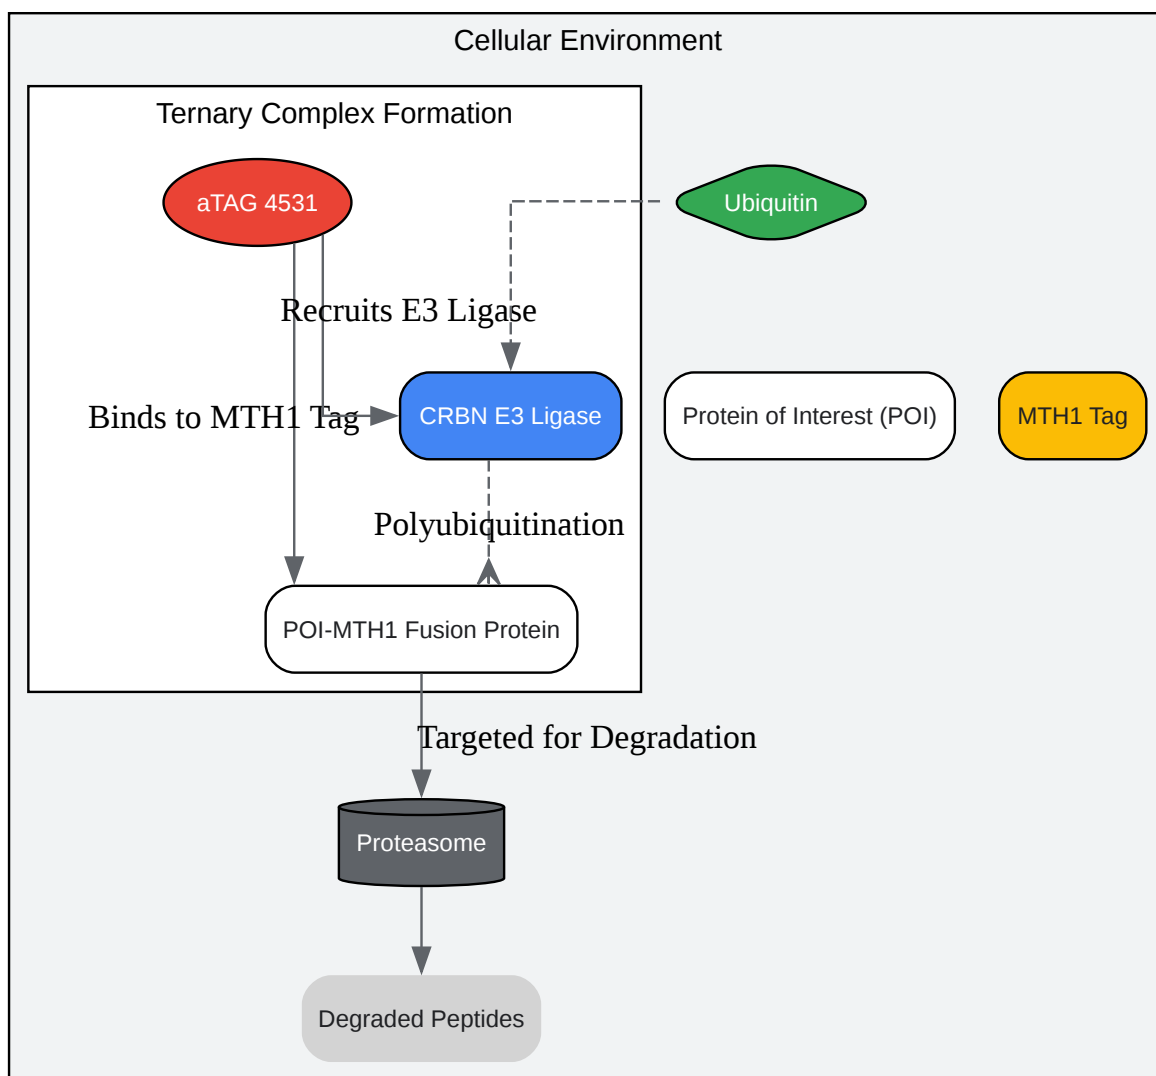 Cellular Environment
Ternary Complex Formation
aTAG 4531
Ubiquitin
Recruits E3 Ligase
Binds to MTH1 Tag
CRBN E3 Ligase
Protein of Interest (POI)
MTH1 Tag
Polyubiquitination
POI-MTH1 Fusion Protein
Targeted for Degradation
Proteasome
Degraded Peptides